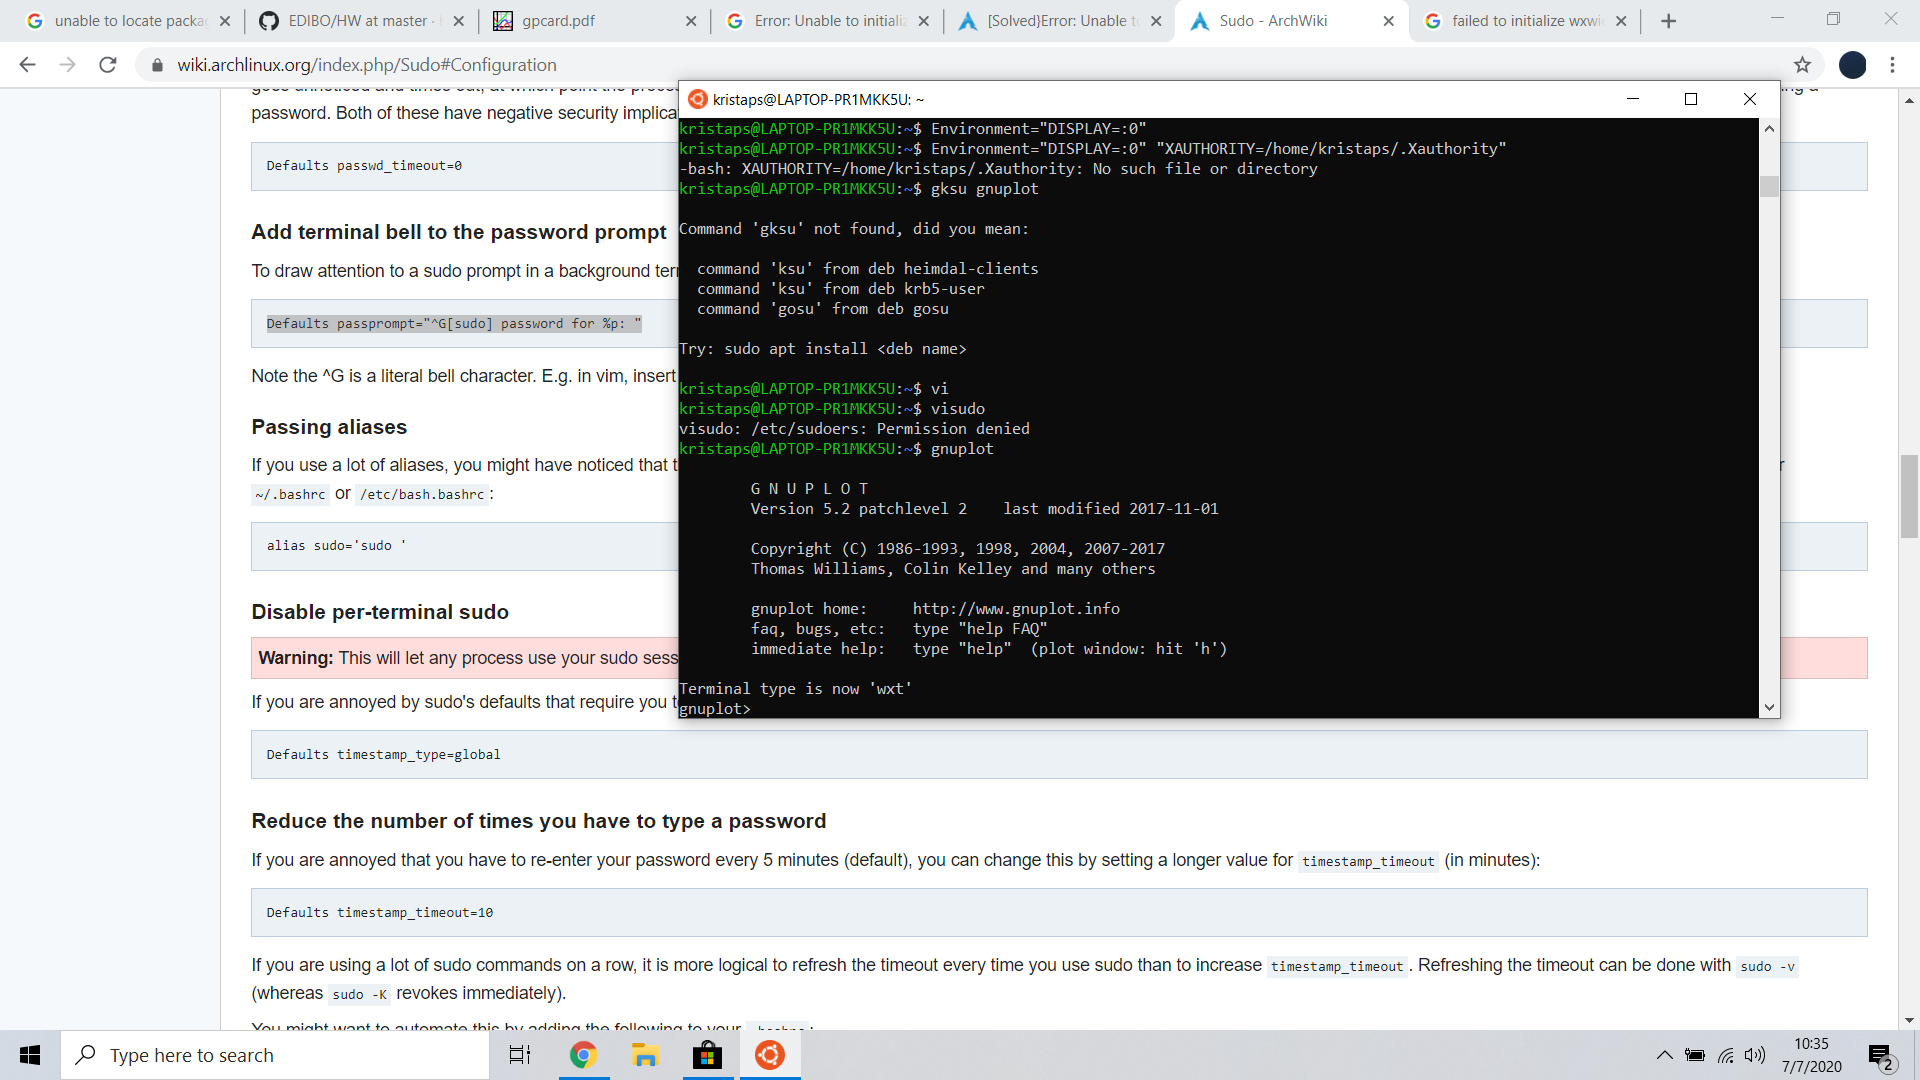 unable to locate packa
EDIBO/HW at master ·
gpcard.pdf
Error: Unable to initiali
[Solved}Error: Unable to
Sudo - ArchWiki
failed to initialize wxwi
wiki.archlinux.org/index.php/Sudo#Configuration
password. Both of these have negative security implica
Defaults passwd_timeout=0
Add terminal bell to the password prompt
To draw attention to a sudo prompt in a background ter
Defaults passprompt="^G[sudo] password for %p: "
Note the ^G is a literal bell character. E.g. in vim, insert
Passing aliases
If you use a lot of aliases, you might have noticed that t
~/.bashrc or /etc/bash.bashrc :
alias sudo='sudo '
Disable per-terminal sudo
Warning: This will let any process use your sudo sess
If you are annoyed by sudo's defaults that require you t
Defaults timestamp_type=global
Reduce the number of times you have to type a password
If you are annoyed that you have to re-enter your password every 5 minutes (default), you can change this by setting a longer value for timestamp_timeout (in minutes):
Defaults timestamp_timeout=10
If you are using a lot of sudo commands on a row, it is more logical to refresh the timeout every time you use sudo than to increase timestamp_timeout . Refreshing the timeout can be done with sudo -v
(whereas sudo -K revokes immediately).
You might want to automate this by adding the following to your .bashrc :
kristaps@LAPTOP-PR1MKK5U: ~
kristaps@LAPTOP-PR1MKK5U:~$ Environment="DISPLAY=:0"
kristaps@LAPTOP-PR1MKK5U:~$ Environment="DISPLAY=:0" "XAUTHORITY=/home/kristaps/.Xauthority"
-bash: XAUTHORITY=/home/kristaps/.Xauthority: No such file or directory
kristaps@LAPTOP-PR1MKK5U:~$ gksu gnuplot
Command 'gksu' not found, did you mean:
command 'ksu' from deb heimdal-clients
command 'ksu' from deb krb5-user
command 'gosu' from deb gosu
Try: sudo apt install <deb name>
kristaps@LAPTOP-PR1MKK5U:~$ vi
kristaps@LAPTOP-PR1MKK5U:~$ visudo
visudo: /etc/sudoers: Permission denied
kristaps@LAPTOP-PR1MKK5U:~$ gnuplot
G N U P L O T
Version 5.2 patchlevel 2 last modified 2017-11-01
Copyright (C) 1986-1993, 1998, 2004, 2007-2017
Thomas Williams, Colin Kelley and many others
gnuplot home: http://www.gnuplot.info
faq, bugs, etc: type "help FAQ"
immediate help: type "help" (plot window: hit 'h')
Terminal type is now 'wxt'
gnuplot>
Type here to search
10:35
7/7/2020
2